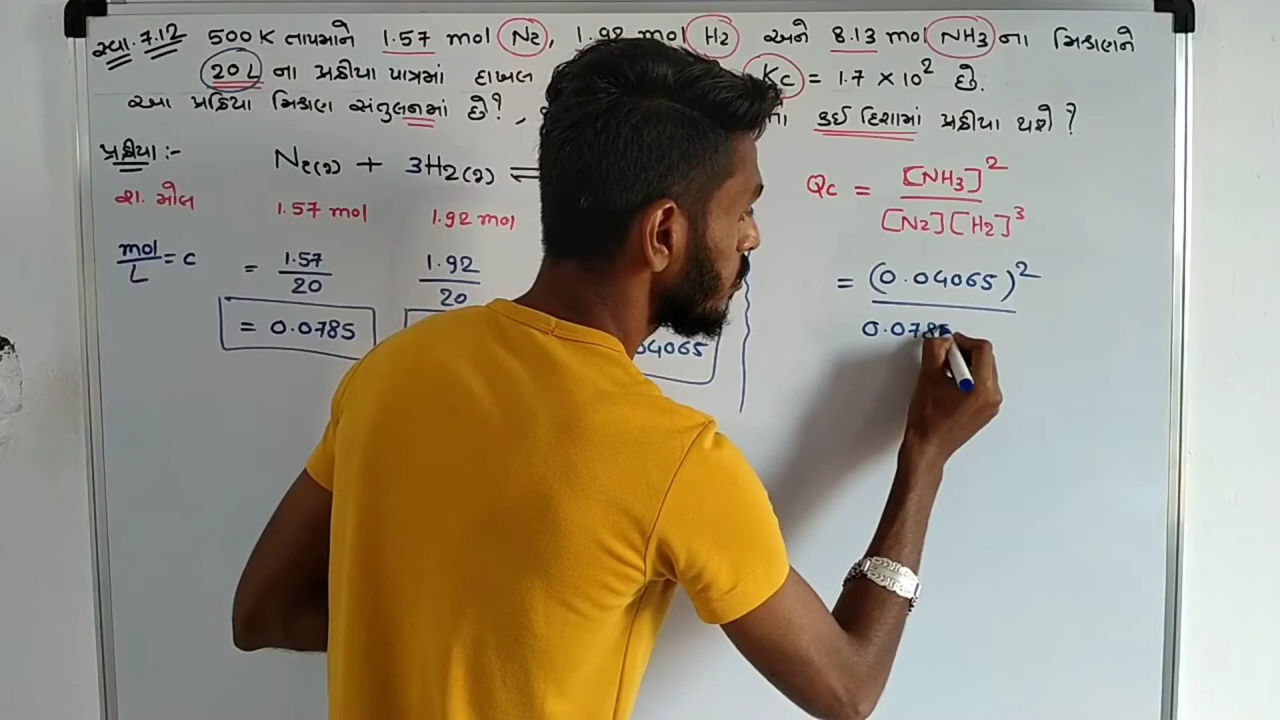 સ્વા. 7.12 500 K તાપમાને 1.57 mol N2, 1.92 mol H2 અને 8.13 mol NH3 ના મિશ્રણને
20 L ના પ્રક્રિયા પાત્રમાં દાખલ Kc = 1.7 × 10² છે.
આ પ્રક્રિયા મિશ્રણ સંતુલનમાં છે?, કઈ દિશામાં પ્રક્રીયા થશે?
પ્રક્રીયા :-
N2(g) + 3H2(g) ⇌
શ. મોલ 1.57 mol 1.92 mol
mol/L = C = 1.57/20 1.92/20
= 0.0785
04065
Qc = [NH3]² / [N2][H2]³
= (0.04065)² / 0.0785